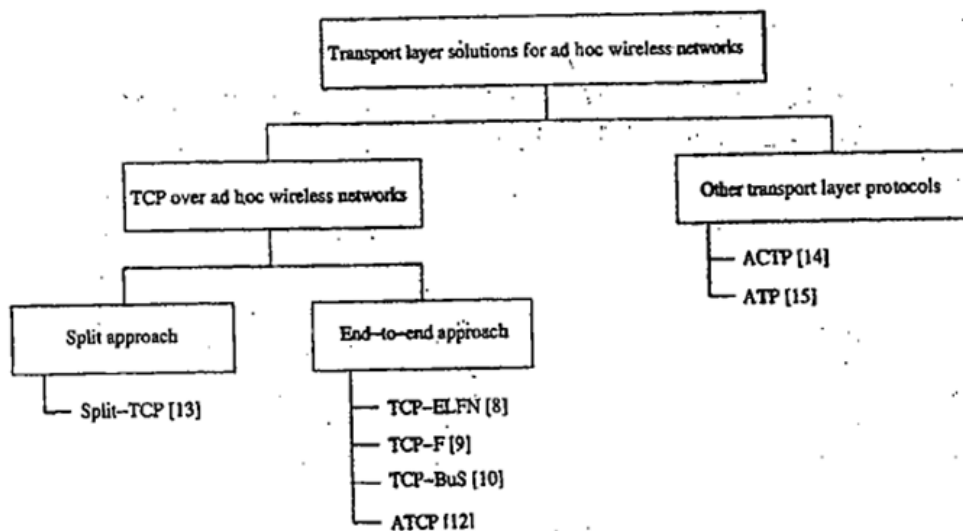 Transport layer solutions for ad hoc wireless networks
TCP over ad hoc wireless networks
Other transport layer protocols
ACTP [14]
ATP [15]
Split approach
End-to-end approach
Split-TCP [13]
TCP-ELFN [8]
TCP-F [9]
TCP-BuS [10]
ATCP [12]